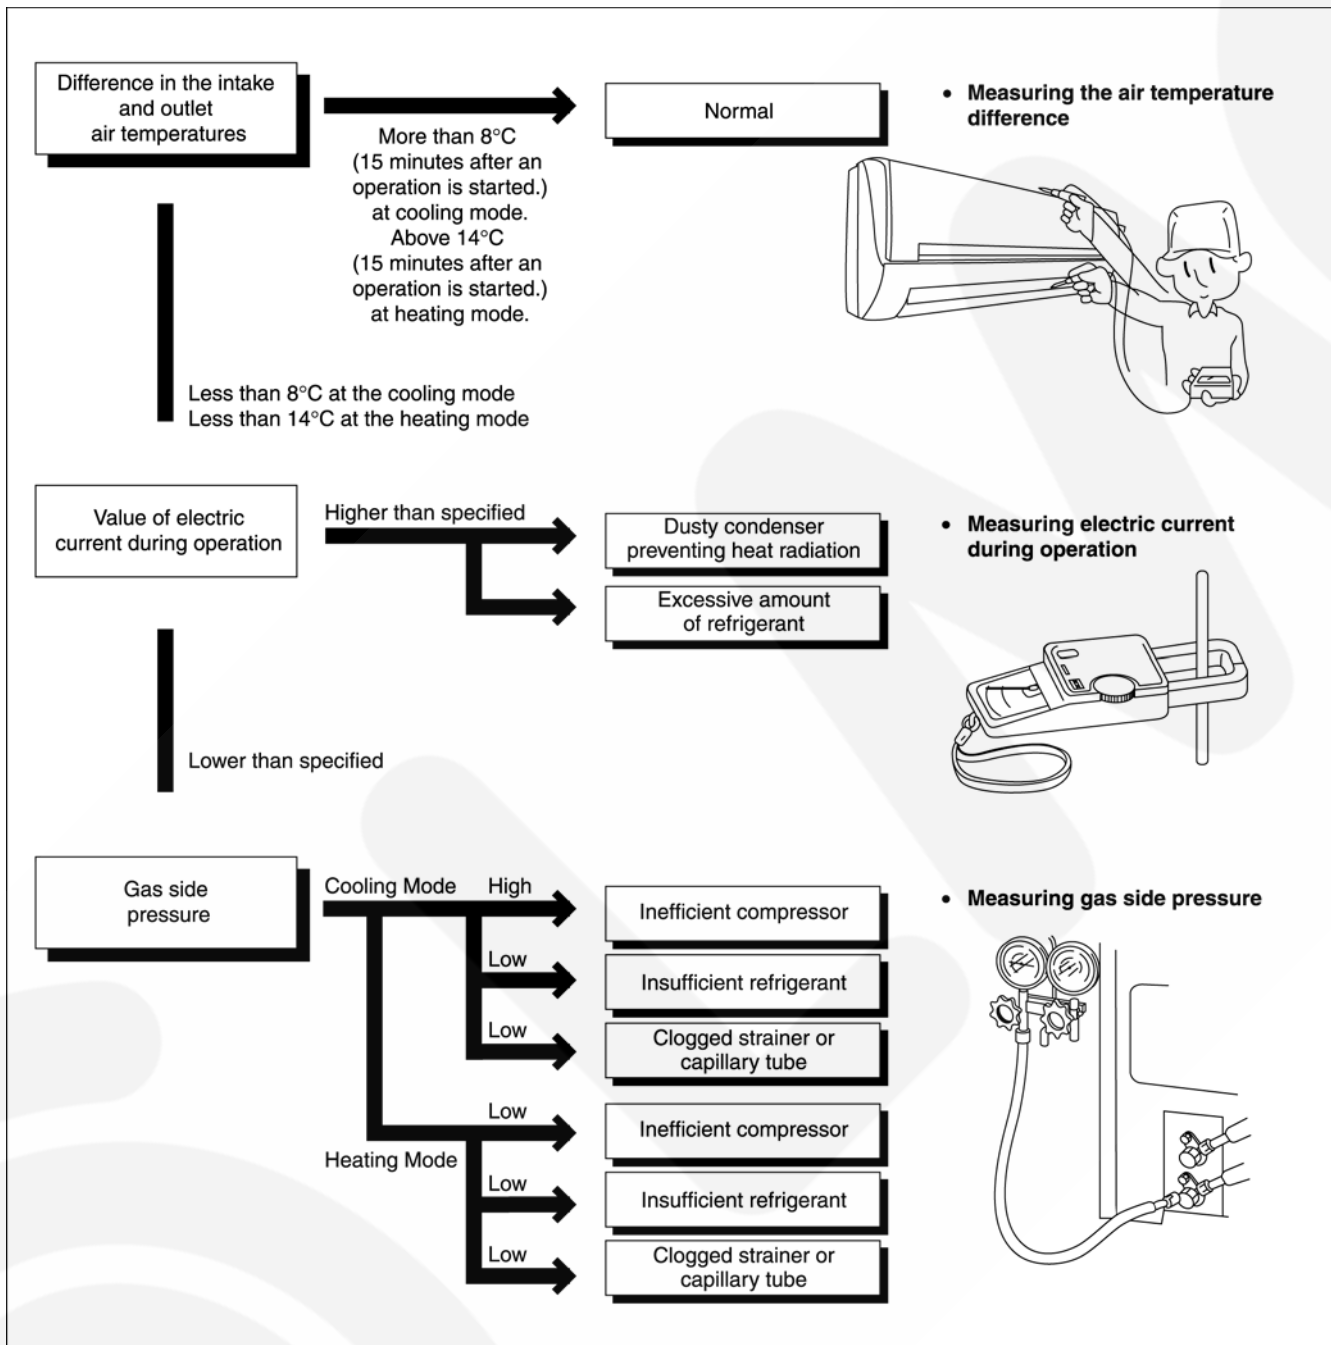 Difference in the intake
and outlet
air temperatures
More than 8°C
(15 minutes after an
operation is started.)
at cooling mode.
Above 14°C
(15 minutes after an
operation is started.)
at heating mode.
Normal
• Measuring the air temperature
difference
Less than 8°C at the cooling mode
Less than 14°C at the heating mode
Value of electric
current during operation
Higher than specified
Dusty condenser
preventing heat radiation
Excessive amount
of refrigerant
• Measuring electric current
during operation
Lower than specified
Gas side
pressure
Cooling Mode
High
Inefficient compressor
Low
Insufficient refrigerant
Low
Clogged strainer or
capillary tube
Heating Mode
Low
Inefficient compressor
Low
Insufficient refrigerant
Low
Clogged strainer or
capillary tube
• Measuring gas side pressure